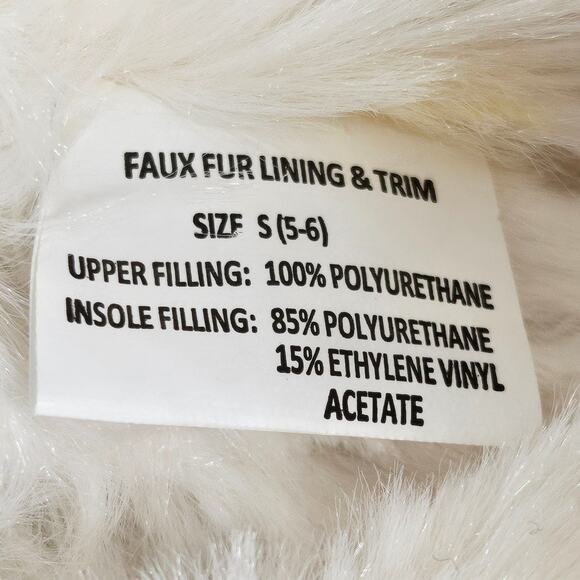 FAUX FUR LINING & TRIM
SIZE S (5-6)
UPPER FILLING: 100% POLYURETHANE
INSOLE FILLING: 85% POLYURETHANE
15% ETHYLENE VINYL
ACETATE